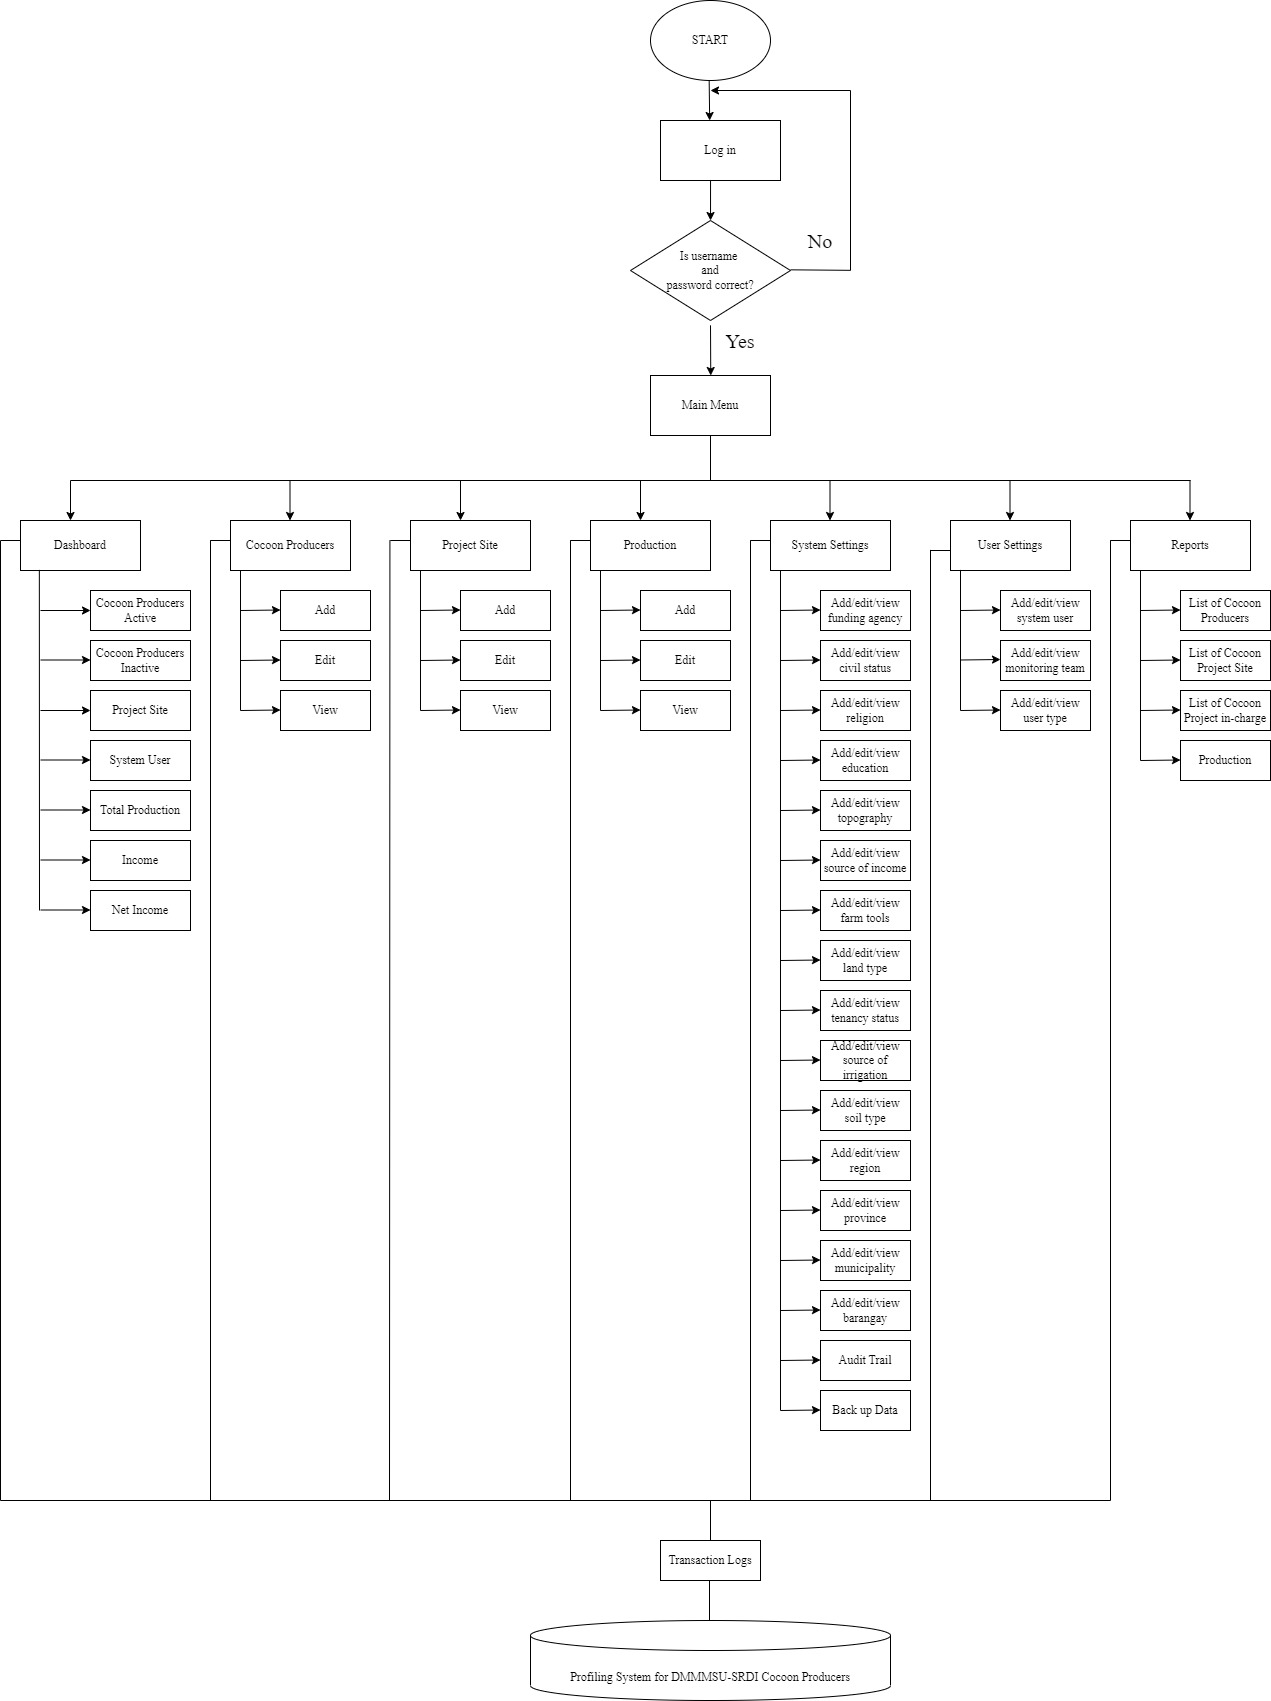 START
Log in
Is username
and
password correct?
No
Yes
Main Menu
Dashboard
Cocoon Producers
Active
Cocoon Producers
Inactive
Project Site
System User
Total Production
Income
Net Income
Cocoon Producers
Add
Edit
View
Project Site
Add
Edit
View
Production
Add
Edit
View
System Settings
Add/edit/view
funding agency
Add/edit/view
civil status
Add/edit/view
religion
Add/edit/view
education
Add/edit/view
topography
Add/edit/view
source of income
Add/edit/view
farm tools
Add/edit/view
land type
Add/edit/view
tenancy status
Add/edit/view
source of
irrigation
Add/edit/view
soil type
Add/edit/view
region
Add/edit/view
province
Add/edit/view
municipality
Add/edit/view
barangay
Audit Trail
Back up Data
User Settings
Add/edit/view
system user
Add/edit/view
monitoring team
Add/edit/view
user type
Reports
List of Cocoon
Producers
List of Cocoon
Project Site
List of Cocoon
Project in-charge
Production
Transaction Logs
Profiling System for DMMMSU-SRDI Cocoon Producers